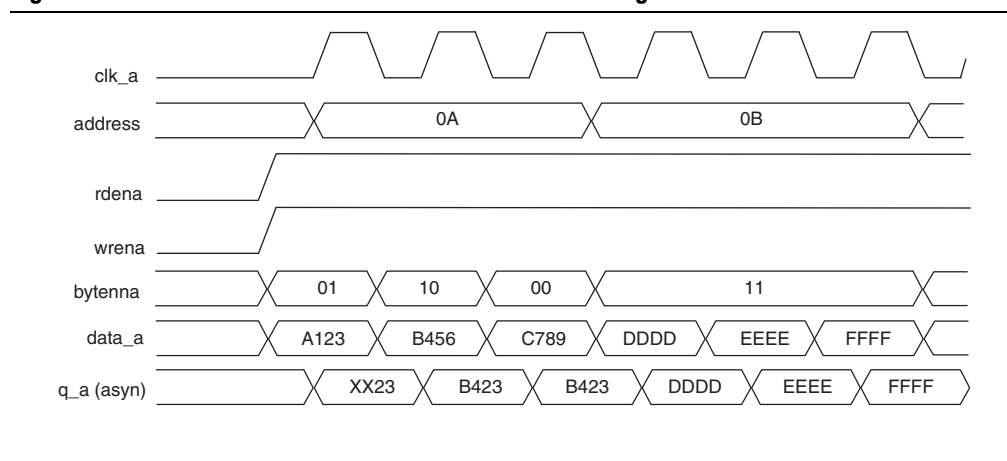 clk_a
address 0A 0B
rdena
wrena
bytenna 01 10 00 11
data_a A123 B456 C789 DDDD EEEE FFFF
q_a (asyn) XX23 B423 B423 DDDD EEEE FFFF